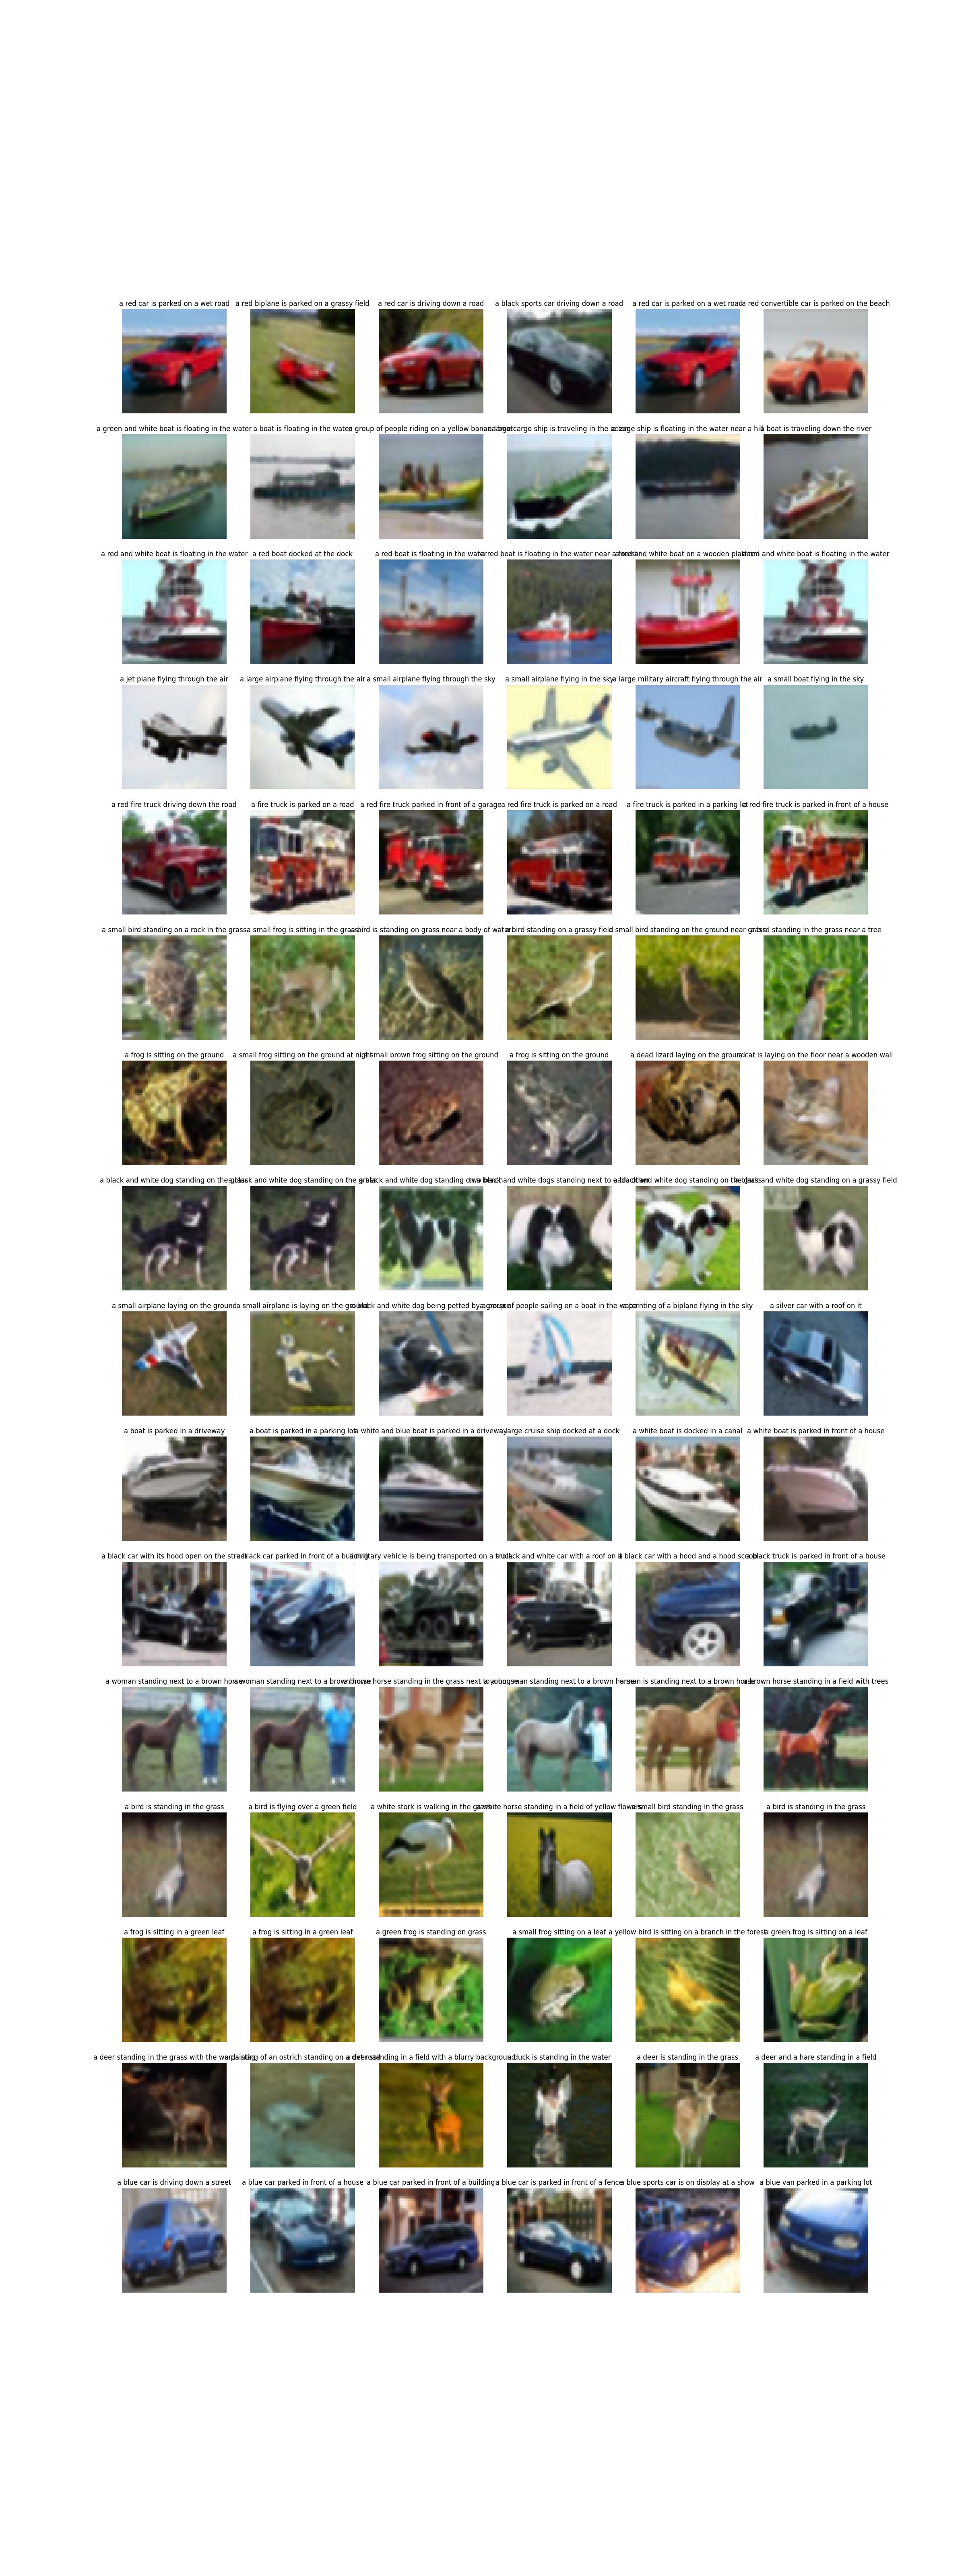 a red car is parked on a wet road
a red biplane is parked on a grassy field
a red car is driving down a road
a black sports car driving down a road
a red car is parked on a wet road
a red convertible car is parked on the beach
a green and white boat is floating in the water
a boat is floating in the water
a group of people riding on a yellow banana boat
a large cargo ship is traveling in the ocean
a large ship is floating in the water near a hill
a boat is traveling down the river
a red and white boat is floating in the water
a red boat docked at the dock
a red boat is floating in the water
a red boat is floating in the water near a forest
a red and white boat on a wooden platform
a red and white boat is floating in the water
a jet plane flying through the air
a large airplane flying through the air
a small airplane flying through the sky
a small airplane flying in the sky
a large military aircraft flying through the air
a small boat flying in the sky
a red fire truck driving down the road
a fire truck is parked on a road
a red fire truck parked in front of a garage
a red fire truck is parked on a road
a fire truck is parked in a parking lot
a red fire truck is parked in front of a house
a small bird standing on a rock in the grass
a small frog is sitting in the grass
a bird is standing on grass near a body of water
a bird standing on a grassy field
a small bird standing on the ground near grass
a bird standing in the grass near a tree
a frog is sitting on the ground
a small frog sitting on the ground at night
a small brown frog sitting on the ground
a frog is sitting on the ground
a dead lizard laying on the ground
a cat is laying on the floor near a wooden wall
a black and white dog standing on the grass
a black and white dog standing on the grass
a black and white dog standing on a bench
two black and white dogs standing next to each other
a black and white dog standing on the grass
a black and white dog standing on a grassy field
a small airplane laying on the ground
a small airplane is laying on the ground
a black and white dog being petted by a person
a group of people sailing on a boat in the water
a painting of a biplane flying in the sky
a silver car with a roof on it
a boat is parked in a driveway
a boat is parked in a parking lot
a white and blue boat is parked in a driveway
a large cruise ship docked at a dock
a white boat is docked in a canal
a white boat is parked in front of a house
a black car with its hood open on the street
a black car parked in front of a building
a military vehicle is being transported on a truck
a black and white car with a roof on it
a black car with a hood and a hood scoop
a black truck is parked in front of a house
a woman standing next to a brown horse
a woman standing next to a brown horse
a brown horse standing in the grass next to a house
a young man standing next to a brown horse
a man is standing next to a brown horse
a brown horse standing in a field with trees
a bird is standing in the grass
a bird is flying over a green field
a white stork is walking in the grass
a white horse standing in a field of yellow flowers
a small bird standing in the grass
a bird is standing in the grass
a frog is sitting in a green leaf
a frog is sitting in a green leaf
a green frog is standing on grass
a small frog sitting on a leaf
a yellow bird is sitting on a branch in the forest
a green frog is sitting on a leaf
a deer standing in the grass with the words
a painting of an ostrich standing on a dirt road
a deer standing in a field with a blurry background
a duck is standing in the water
a deer is standing in the grass
a deer and a hare standing in a field
a blue car is driving down a street
a blue car parked in front of a house
a blue car parked in front of a building
a blue car is parked in front of a fence
a blue sports car is on display at a show
a blue van parked in a parking lot